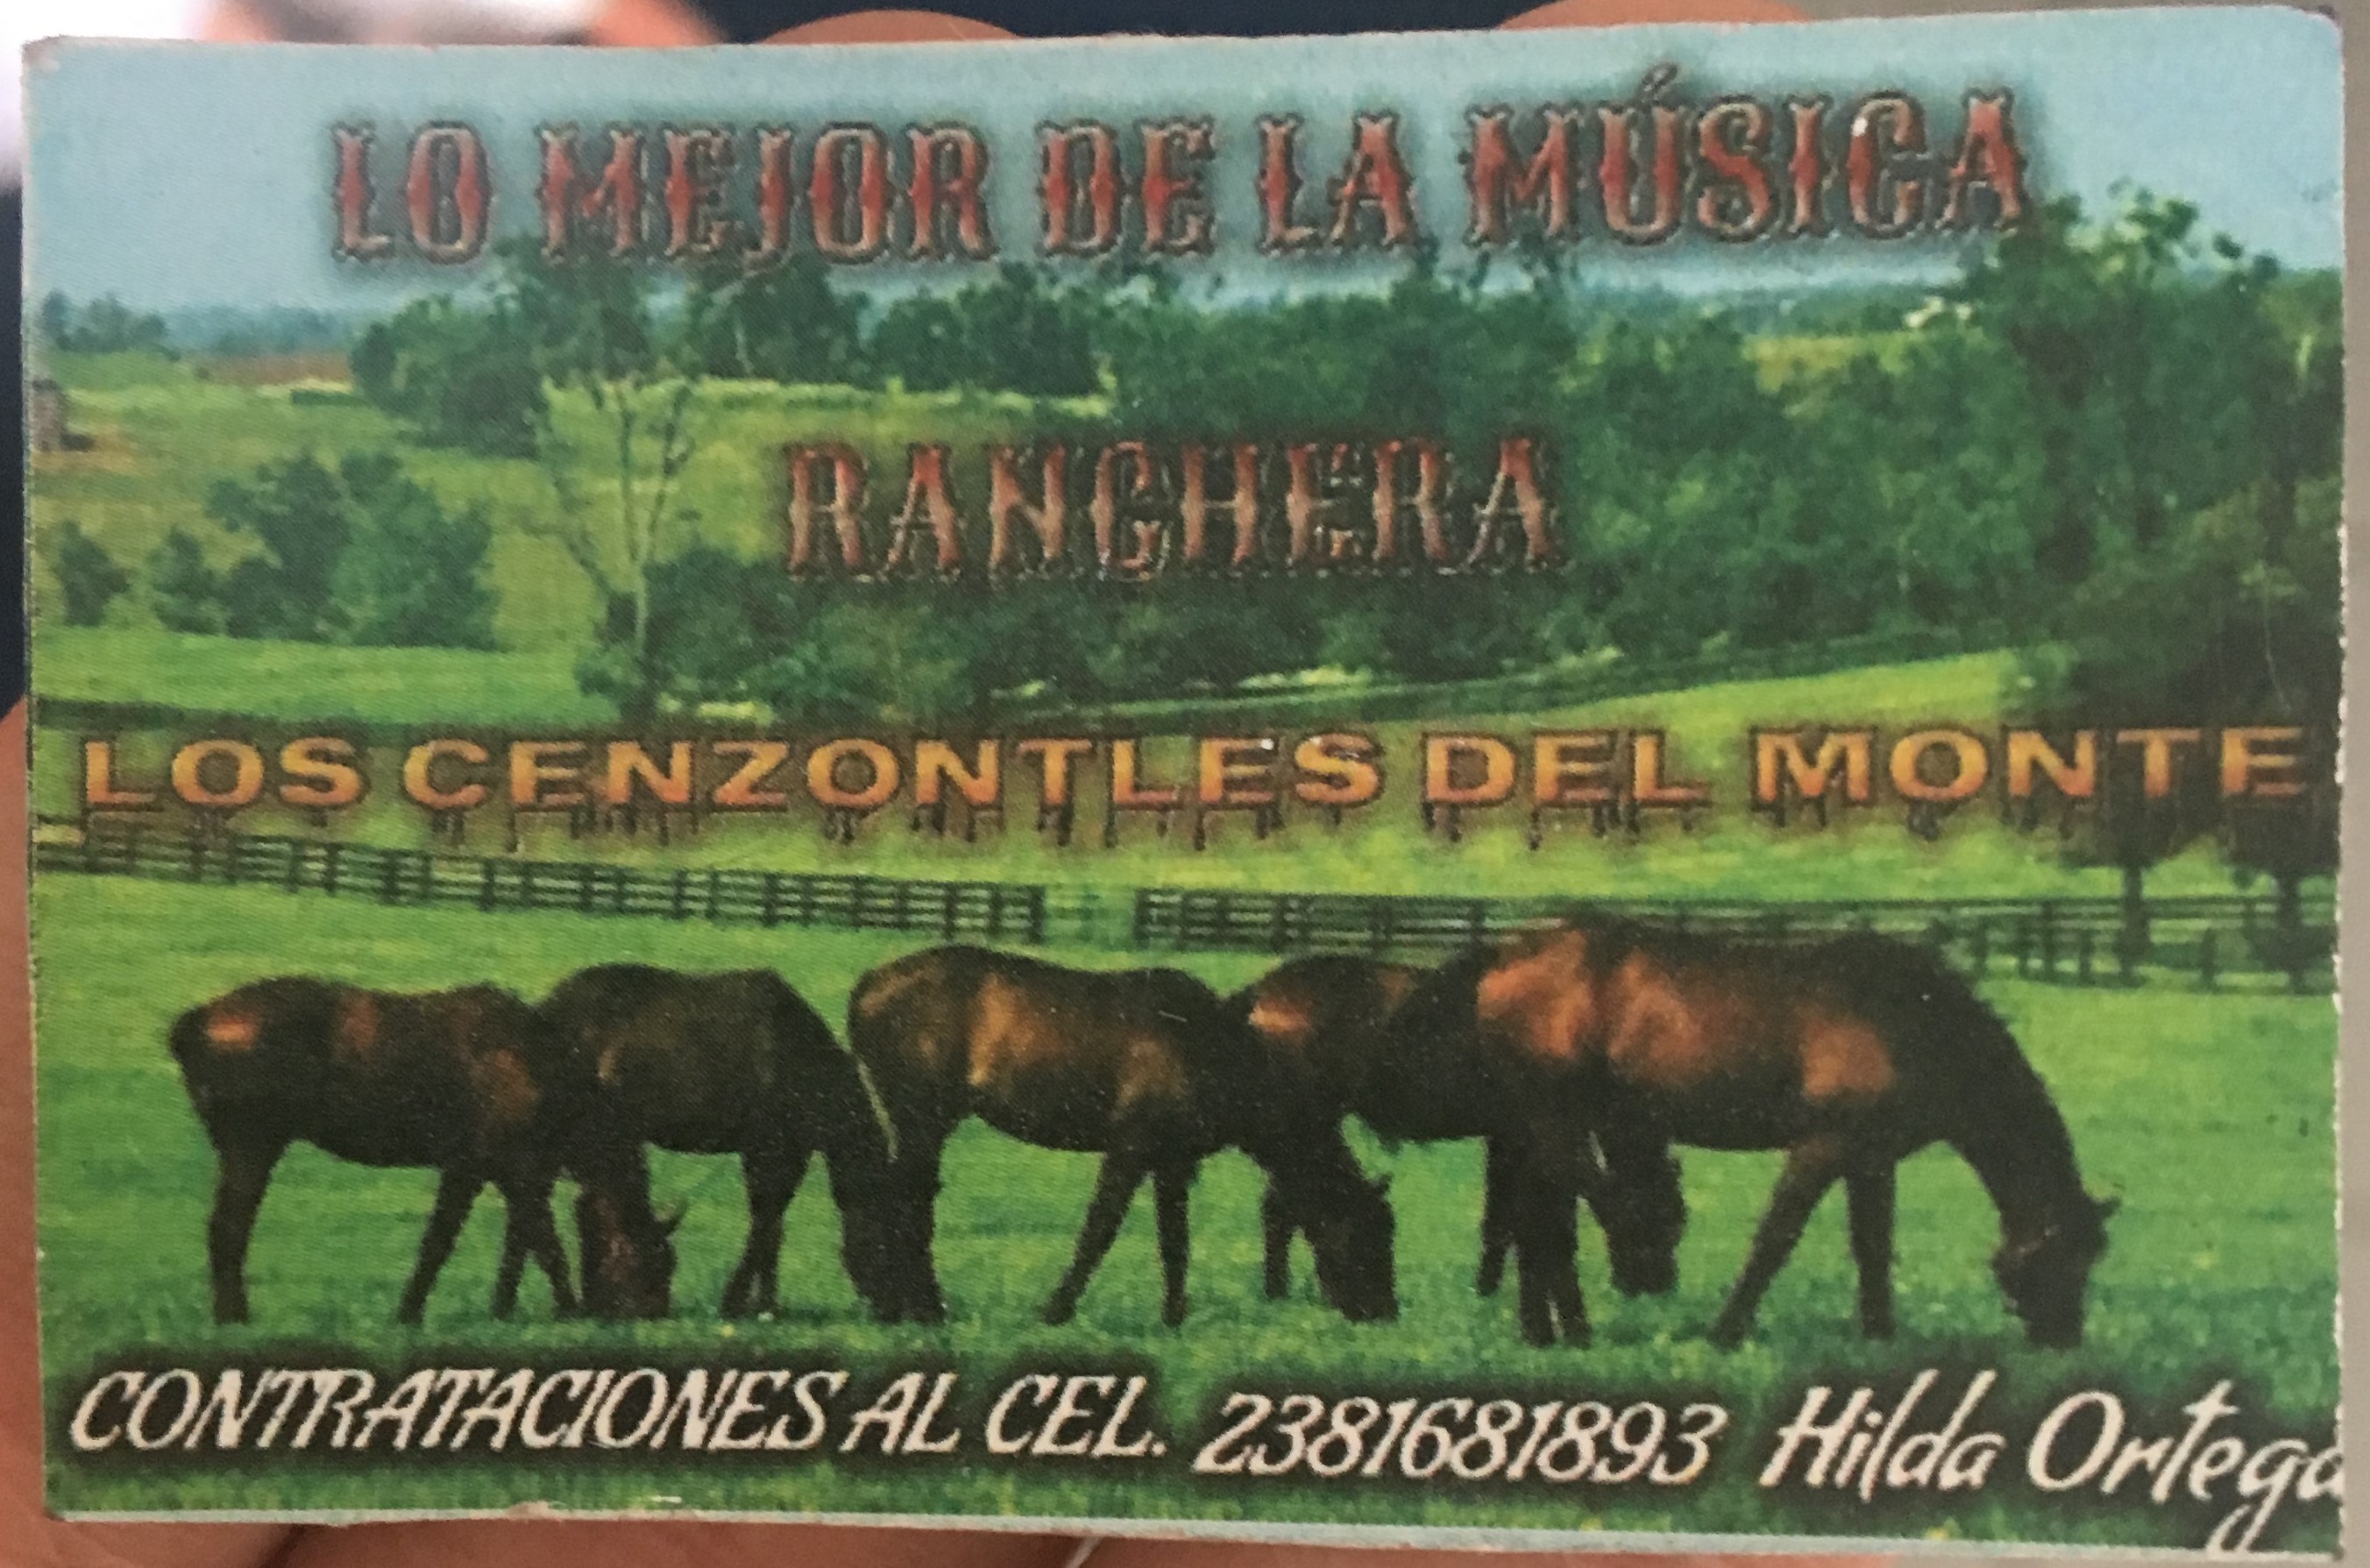 LO MEJOR DE LA MÚSICA
RANCHERA
LOS CENZONTLES DEL MONTE
CONTRATACIONES AL CEL. 2381681893 Hilda Ortega